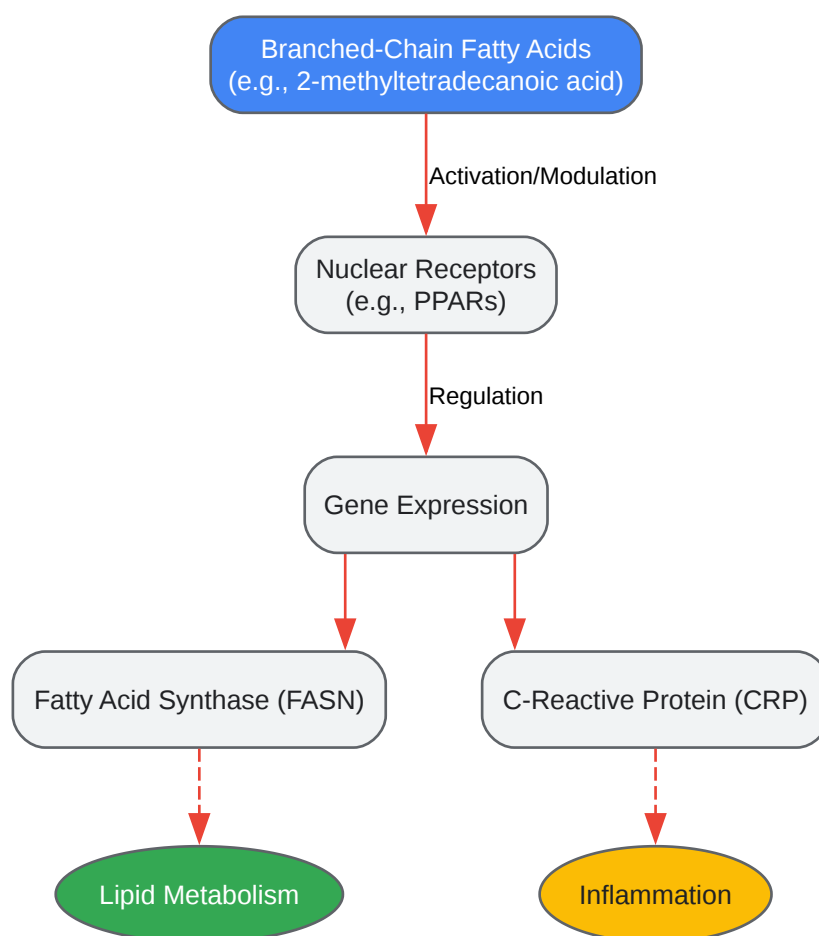 Branched-Chain Fatty Acids
(e.g., 2-methyltetradecanoic acid)
Activation/Modulation
Nuclear Receptors
(e.g., PPARs)
Regulation
Gene Expression
Fatty Acid Synthase (FASN)
C-Reactive Protein (CRP)
Lipid Metabolism
Inflammation